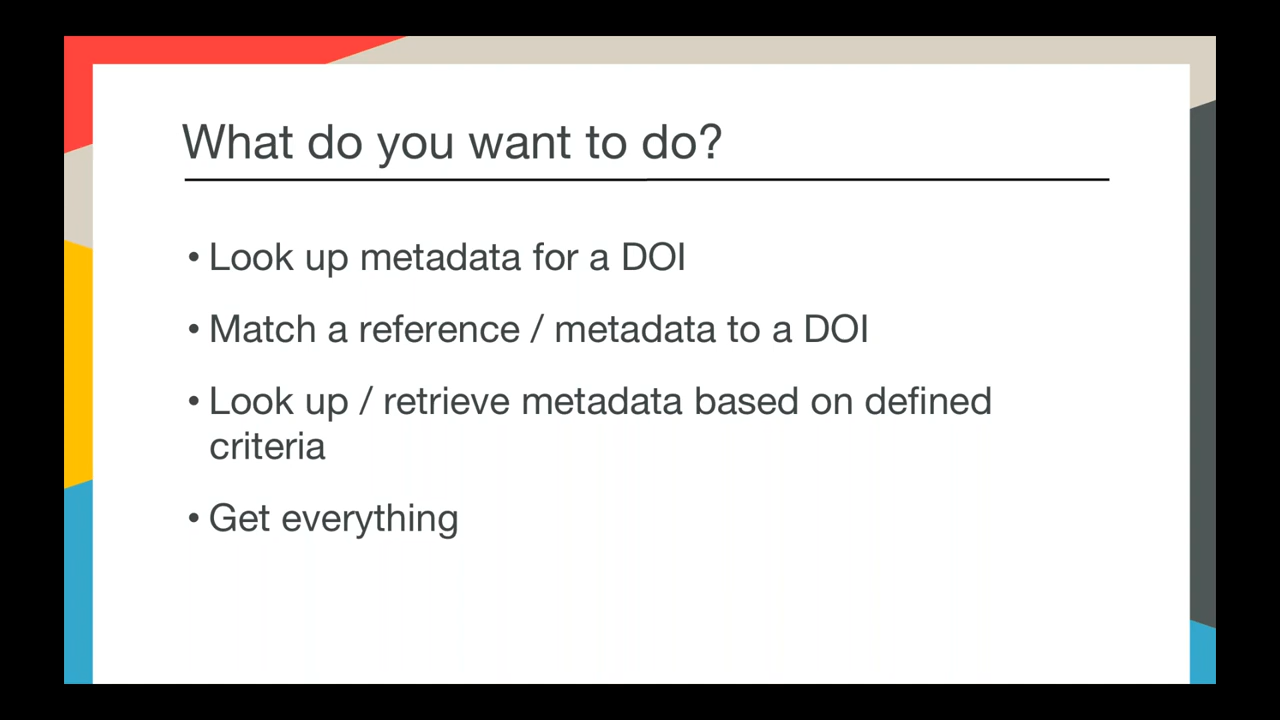 What do you want to do?
• Look up metadata for a DOI
• Match a reference / metadata to a DOI
• Look up / retrieve metadata based on defined
criteria
• Get everything